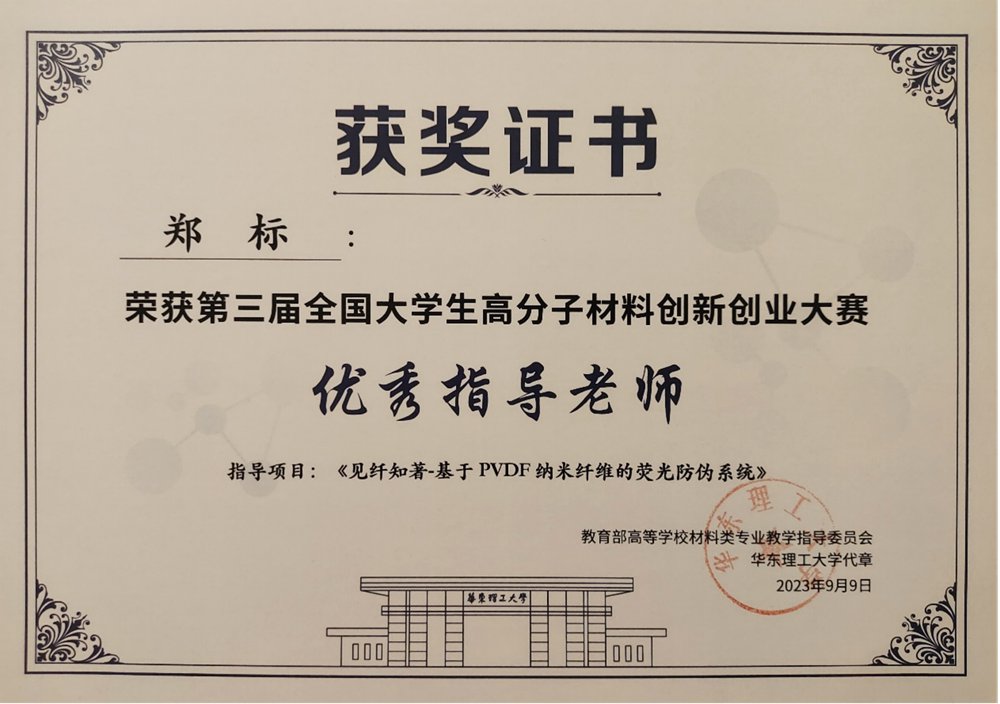 获奖证书
郑 标：
荣获第三届全国大学生高分子材料创新创业大赛
优秀指导老师
指导项目：《见纤知著-基于 PVDF 纳米纤维的荧光防伪系统》
教育部高等学校材料类专业教学指导委员会
华东理工大学代章
2023年9月9日
华东理工
華東理工大學